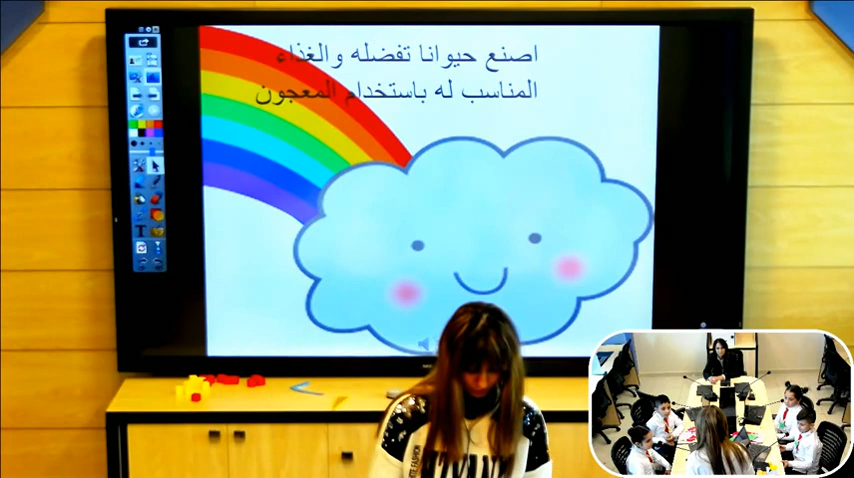 اصنع حيوانا تفضله والغذاء
المناسب له باستخدام المعجون